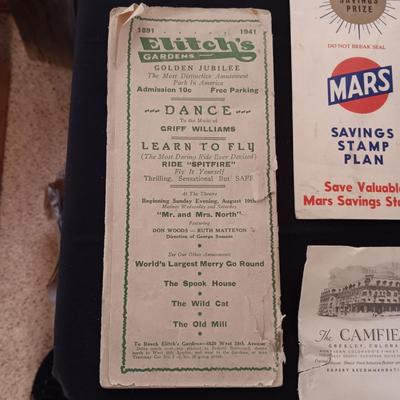 1891 1941
Elitch's
GARDENS
GOLDEN JUBILEE
The Most Distinctive Amusement
Park In America
Admission 10c Free Parking
DANCE
To the Music of
GRIFF WILLIAMS
LEARN TO FLY
(The Most Daring Ride Ever Devised)
RIDE "SPITFIRE"
Fly It Yourself
Thrilling, Sensational But SAFE
At The Theatre
Beginning Sunday Evening, August 10th
Matinee Wednesday and Saturday
"Mr. and Mrs. North"
Featuring
DON WOODS — RUTH MATTESON
Direction of George Somnes
See Our Other Amusements
World's Largest Merry Go Round
The Spook House
The Wild Cat
The Old Mill
To Reach Elitch's Gardens—4620 West 38th Avenue
SAVINGS
PRIZE
DO NOT BREAK SEAL
MARS
SAVINGS
STAMP
PLAN
Save Valuable
Mars Savings
The CAMFIE
GREELEY, COLORA
NORTHERN COLORADO'S FINEST